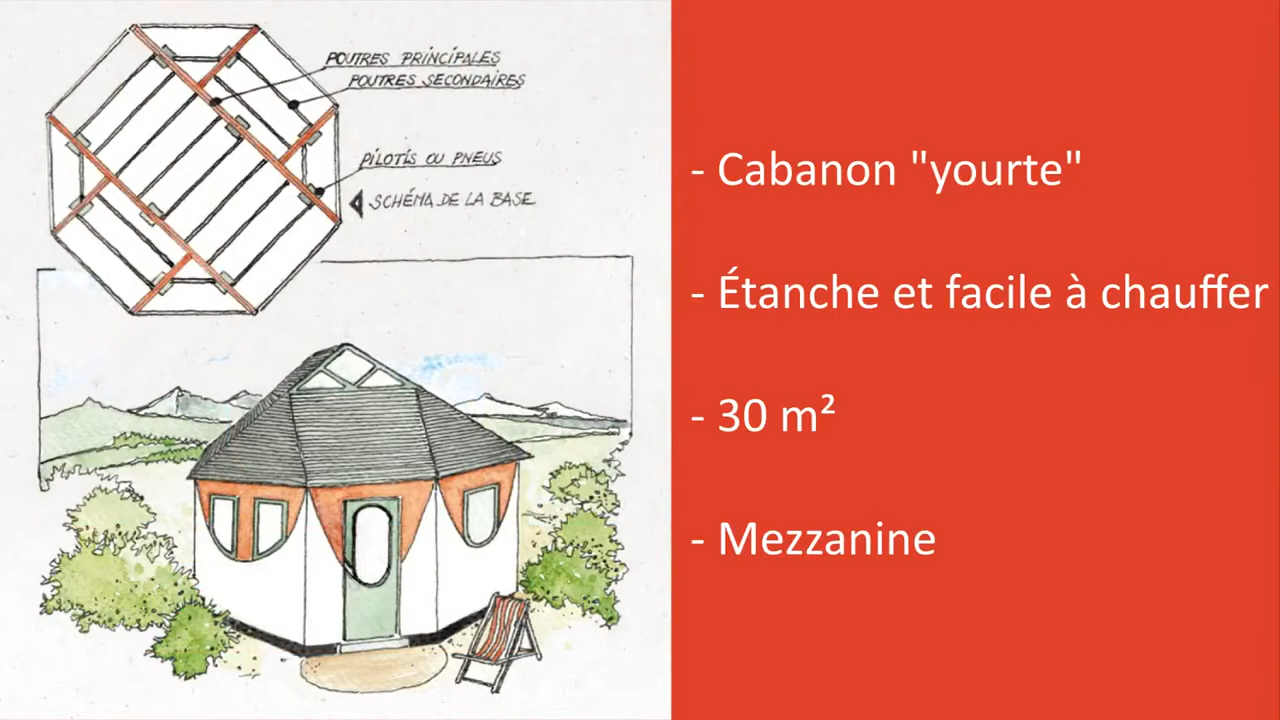 POUTRES PRINCIPALES
POUTRES SECONDAIRES
PILOTIS OU PNEUS
SCHÉMA DE LA BASE
- Cabanon "yourte"
- Étanche et facile à chauffer
- 30 m²
- Mezzanine